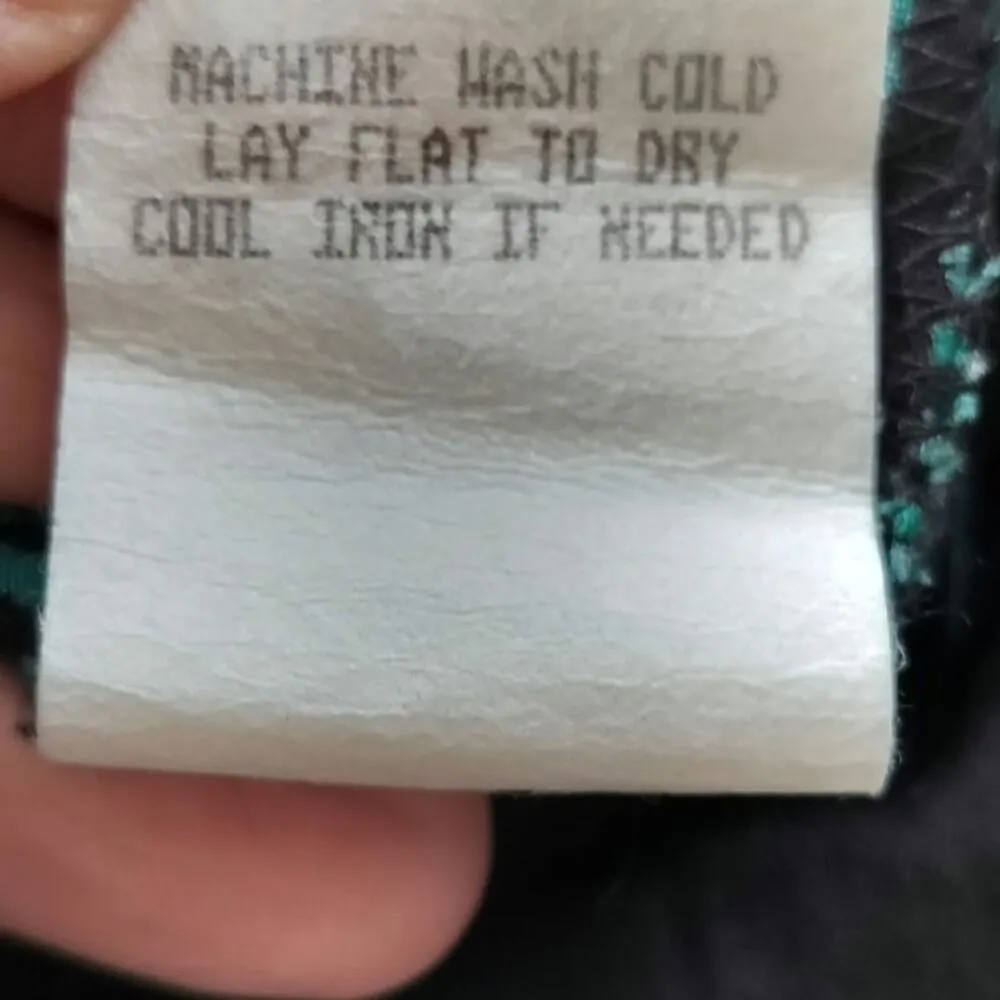 MACHINE WASH COLD
LAY FLAT TO DRY
COOL IRON IF NEEDED